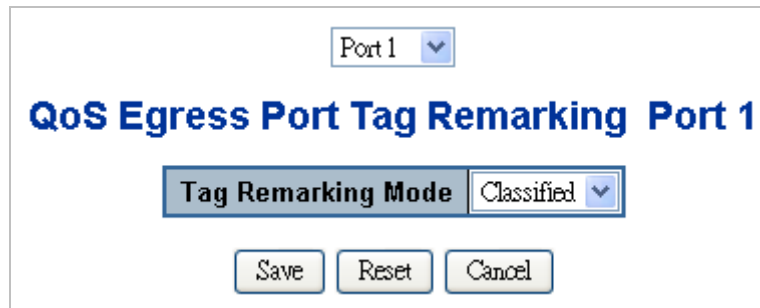 Port 1
QoS Egress Port Tag Remarking Port 1
Tag Remarking Mode Classified
Save Reset Cancel